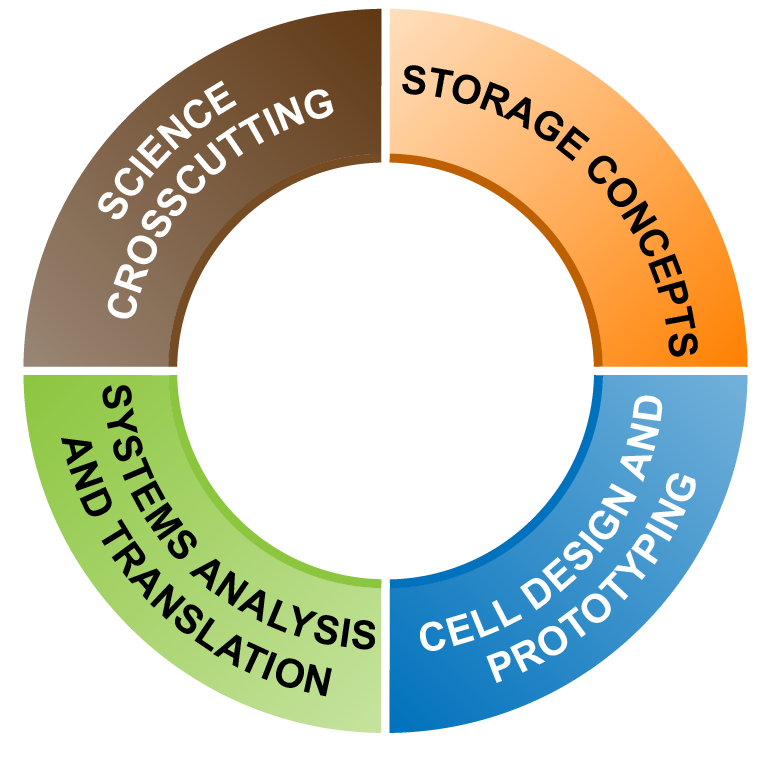 SCIENCE
CROSSCUTTING
STORAGE CONCEPTS
SYSTEMS ANALYSIS
AND TRANSLATION
CELL DESIGN AND
PROTOTYPING